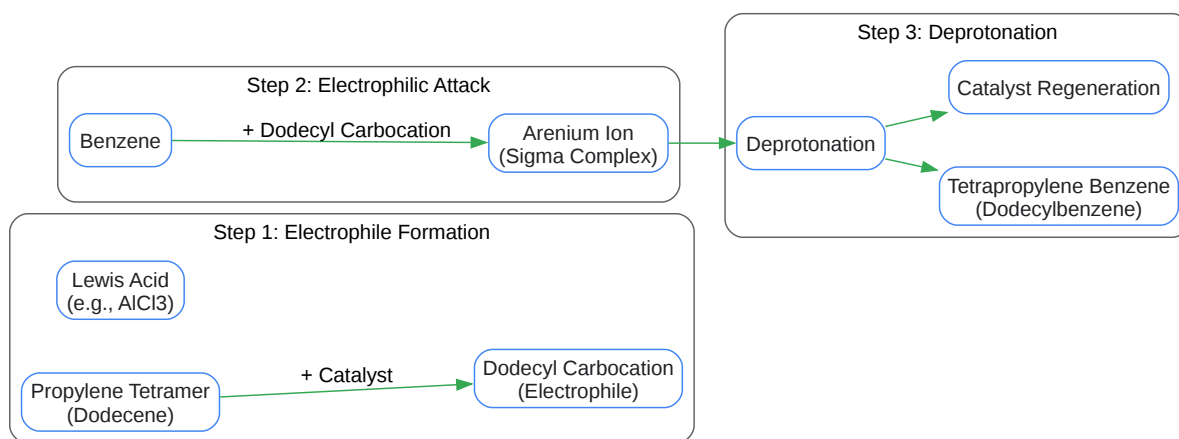 Step 3: Deprotonation
Catalyst Regeneration
Deprotonation
Tetrapropylene Benzene
(Dodecylbenzene)
Step 2: Electrophilic Attack
Benzene
+ Dodecyl Carbocation
Arenium Ion
(Sigma Complex)
Step 1: Electrophile Formation
Lewis Acid
(e.g., AlCl3)
Propylene Tetramer
(Dodecene)
+ Catalyst
Dodecyl Carbocation
(Electrophile)